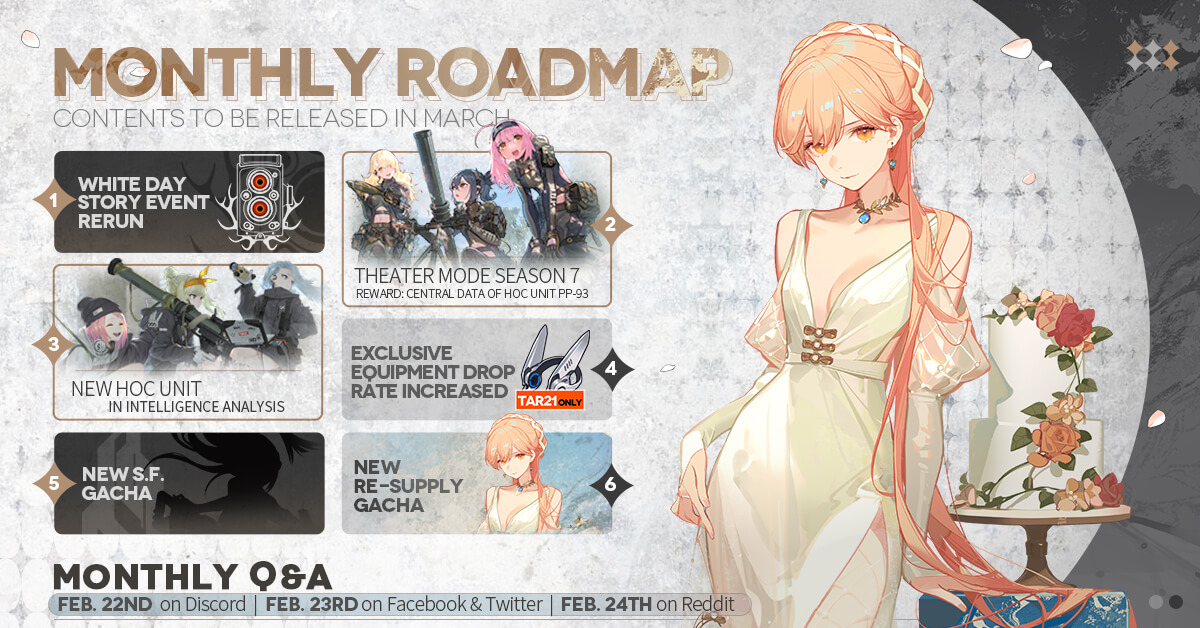 MONTHLY ROADMAP
CONTENTS TO BE RELEASED IN MARCH
1
WHITE DAY
STORY EVENT
RERUN
2
THEATER MODE SEASON 7
REWARD: CENTRAL DATA OF HOC UNIT PP-93
3
NEW HOC UNIT
IN INTELLIGENCE ANALYSIS
4
EXCLUSIVE
EQUIPMENT DROP
RATE INCREASED
TAR21 ONLY
5
NEW S.F.
GACHA
6
NEW
RE-SUPPLY
GACHA
MONTHLY Q&A
FEB. 22ND on Discord | FEB. 23RD on Facebook & Twitter | FEB. 24TH on Reddit